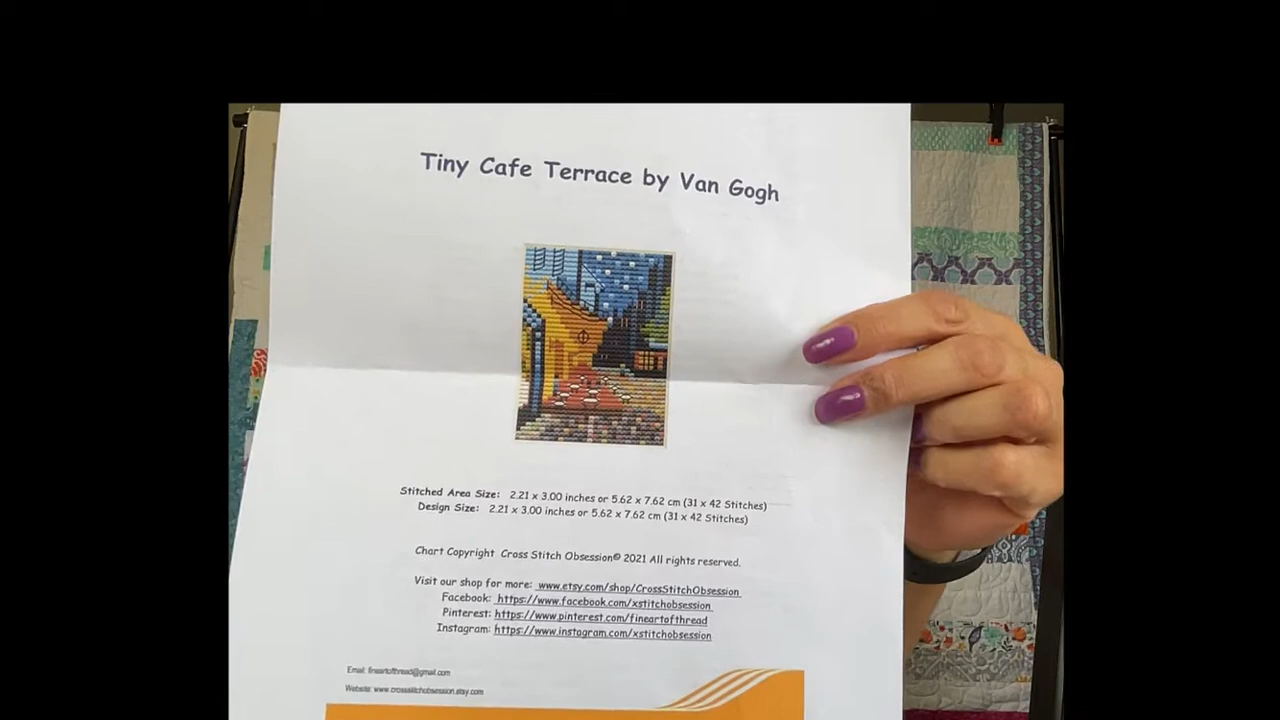 Tiny Cafe Terrace by Van Gogh
Stitched Area Size: 2.21 x 3.00 inches or 5.62 x 7.62 cm (31 x 42 Stitches)
Design Size: 2.21 x 3.00 inches or 5.62 x 7.62 cm (31 x 42 Stitches)
Chart Copyright Cross Stitch Obsession© 2021 All rights reserved.
Visit our shop for more: www.etsy.com/shop/CrossStitchObsession
Facebook: https://www.facebook.com/xstitchobsession
Pinterest: https://www.pinterest.com/fineartofthread
Instagram: https://www.instagram.com/xstitchobsession
Email: fineartofthread@gmail.com
Website: www.crossstitchobsession.etsy.com